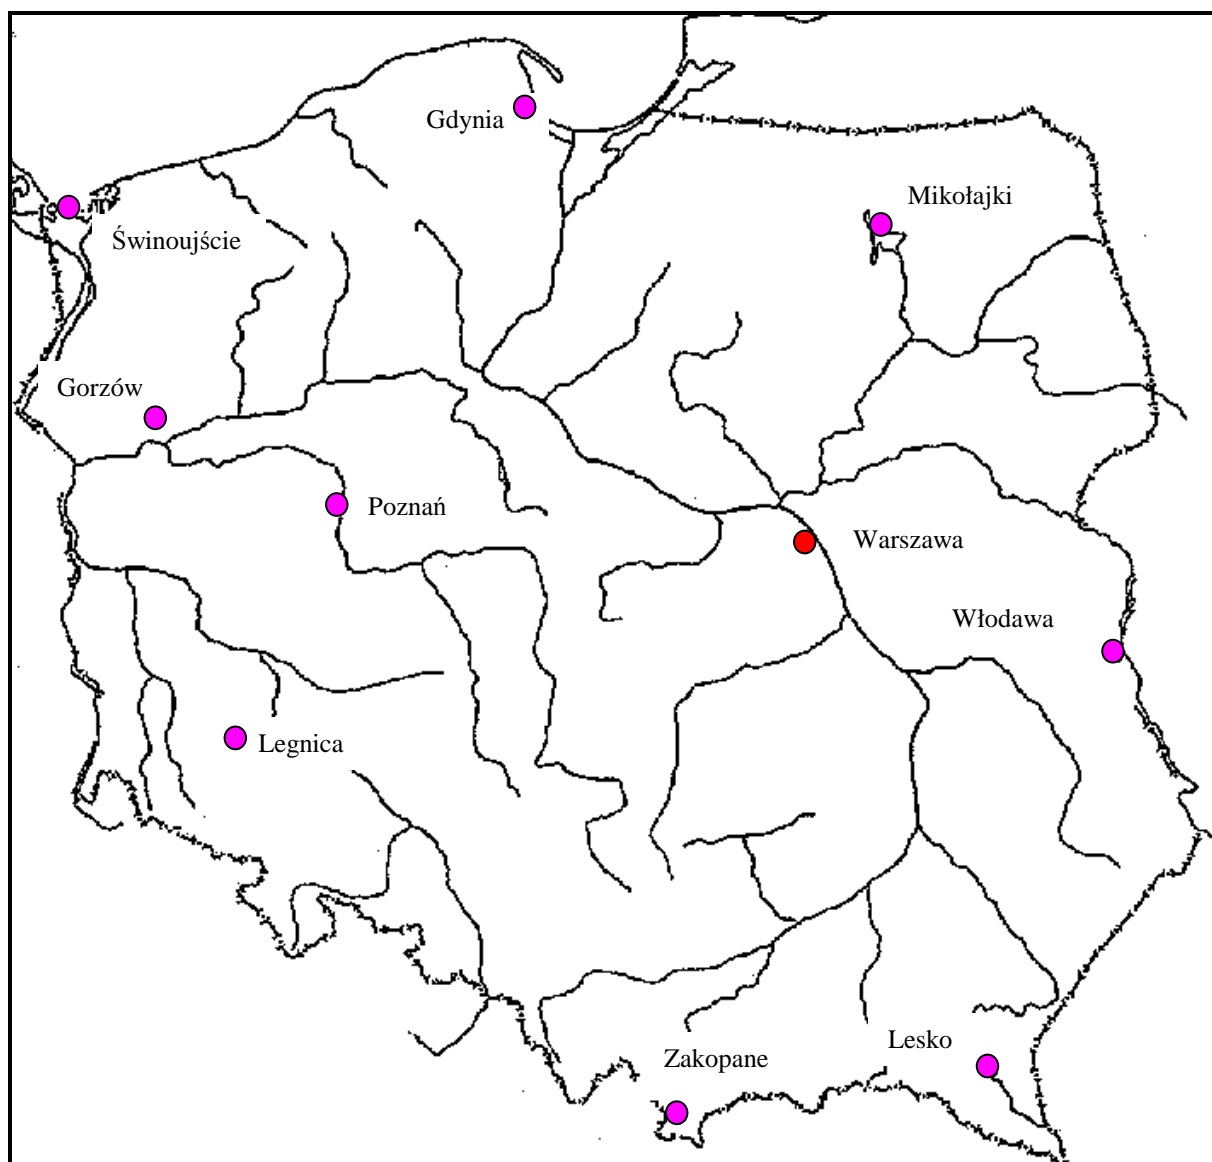 Gdynia
Mikołajki
Świnoujście
Gorzów
Poznań
Warszawa
Włodawa
Legnica
Lesko
Zakopane